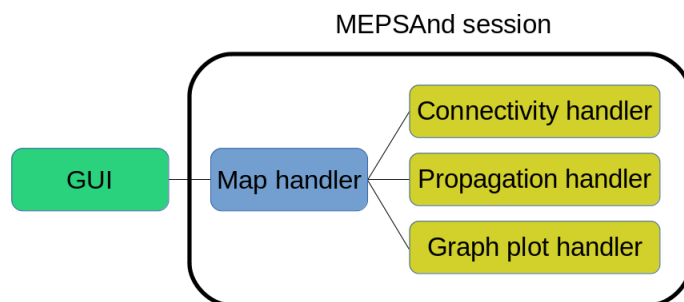 MEPSAnd session
Connectivity handler
GUI
Map handler
Propagation handler
Graph plot handler